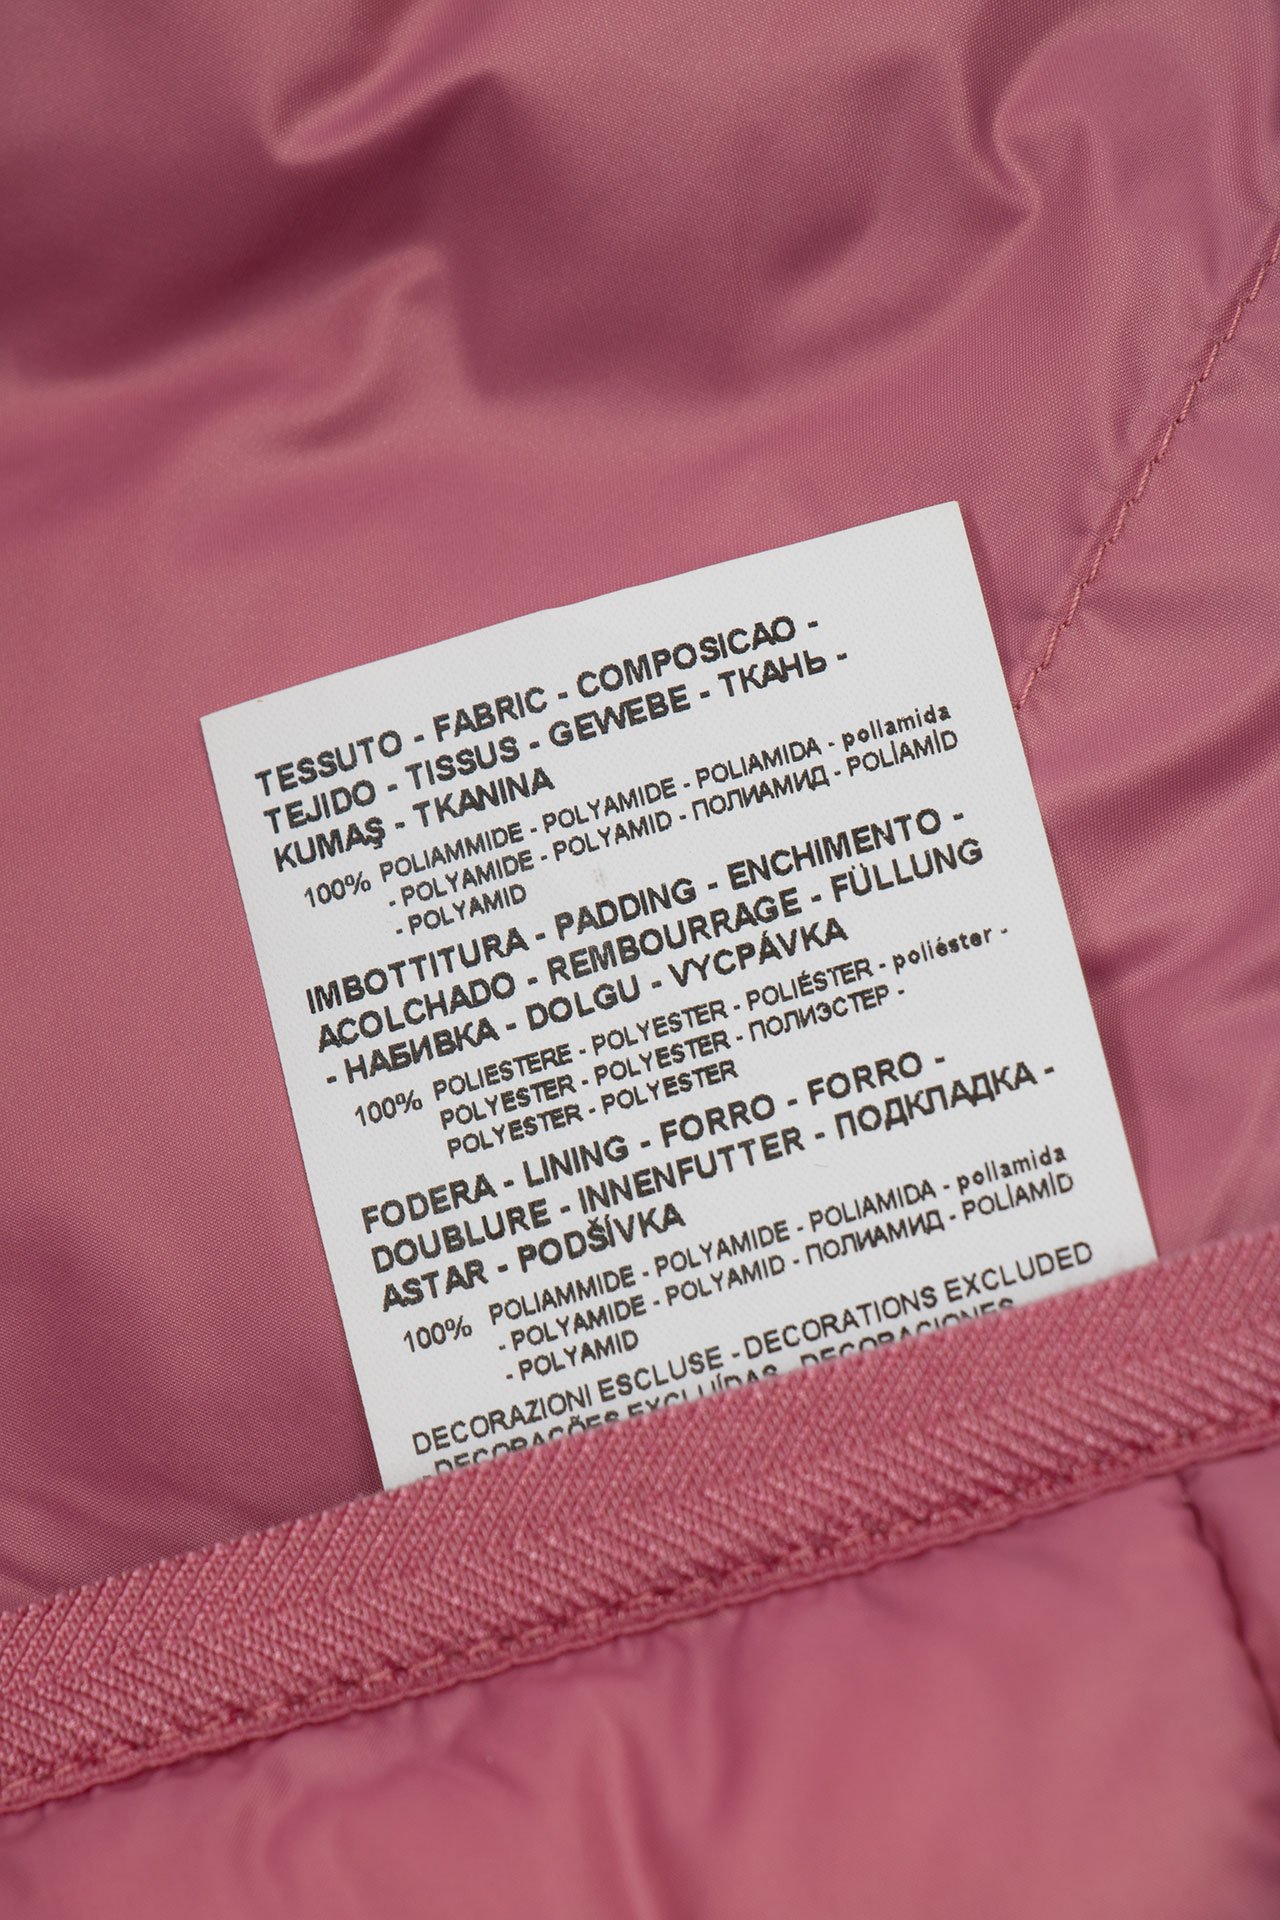 TESSUTO - FABRIC - COMPOSICAO -
TEJIDO - TISSUS - GEWEBE - ТКАНЬ -
KUMAŞ - TKANINA
100% POLIAMMIDE - POLYAMIDE - POLIAMIDA - poliamida
- POLYAMIDE - POLYAMID - ПОЛИАМИД - POLİAMİD
- POLYAMID
IMBOTTITURA - PADDING - ENCHIMENTO -
ACOLCHADO - REMBOURRAGE - FÜLLUNG
- НАБИВКА - DOLGU - VYCPÁVKA
100% POLIESTERE - POLYESTER - POLIÉSTER - poliéster -
POLYESTER - POLYESTER - ПОЛИЭСТЕР -
POLYESTER - POLYESTER
FODERA - LINING - FORRO - FORRO -
DOUBLURE - INNENFUTTER - ПОДКЛАДКА -
ASTAR - PODŠÍVKA
100% POLIAMMIDE - POLYAMIDE - POLIAMIDA - poliamida
- POLYAMIDE - POLYAMID - ПОЛИАМИД - POLİAMİD
- POLYAMID
DECORAZIONI ESCLUSE - DECORATIONS EXCLUDED
- DECORAÇÕES EXCLUÍDAS - DECORACIONES